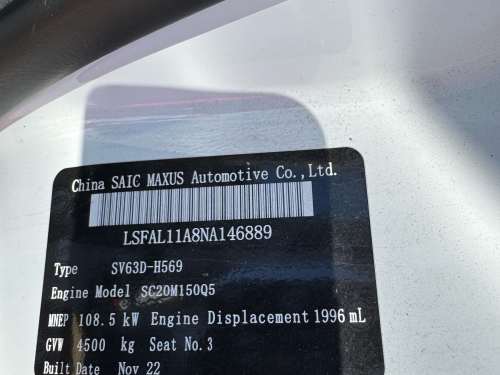 China SAIC MAXUS Automotive Co.,Ltd.
LSFAL11A8NA146889
Type SV63D-H569
Engine Model SC20M150Q5
MNEP 108.5 kW Engine Displacement 1996 mL
GVW 4500 kg Seat No.3
Built Date Nov 22